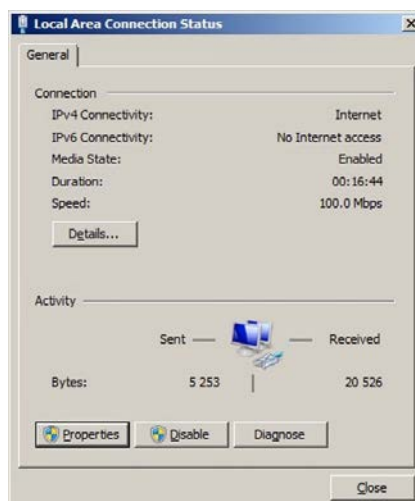 Local Area Connection Status
General
Connection
IPv4 Connectivity: Internet
IPv6 Connectivity: No Internet access
Media State: Enabled
Duration: 00:16:44
Speed: 100.0 Mbps
Details...
Activity
Sent Received
Bytes: 5 253 20 526
Properties Disable Diagnose
Close